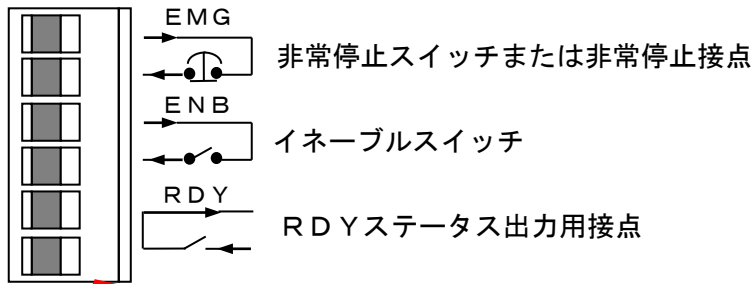 ＥＭＧ
非常停止スイッチまたは非常停止接点
ＥＮＢ
イネーブルスイッチ
ＲＤＹ
ＲＤＹステータス出力用接点